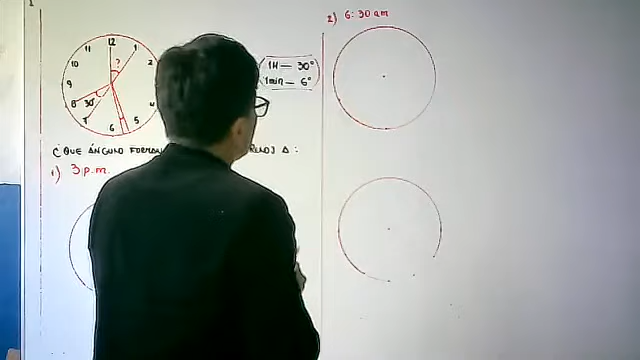 12
11
1
10
?
2
9
8
30°
4
7
6
5
1H — 30°
1min — 6°
¿QUE ÁNGULO A:
1) 3 p.m.
2) 6:30 am